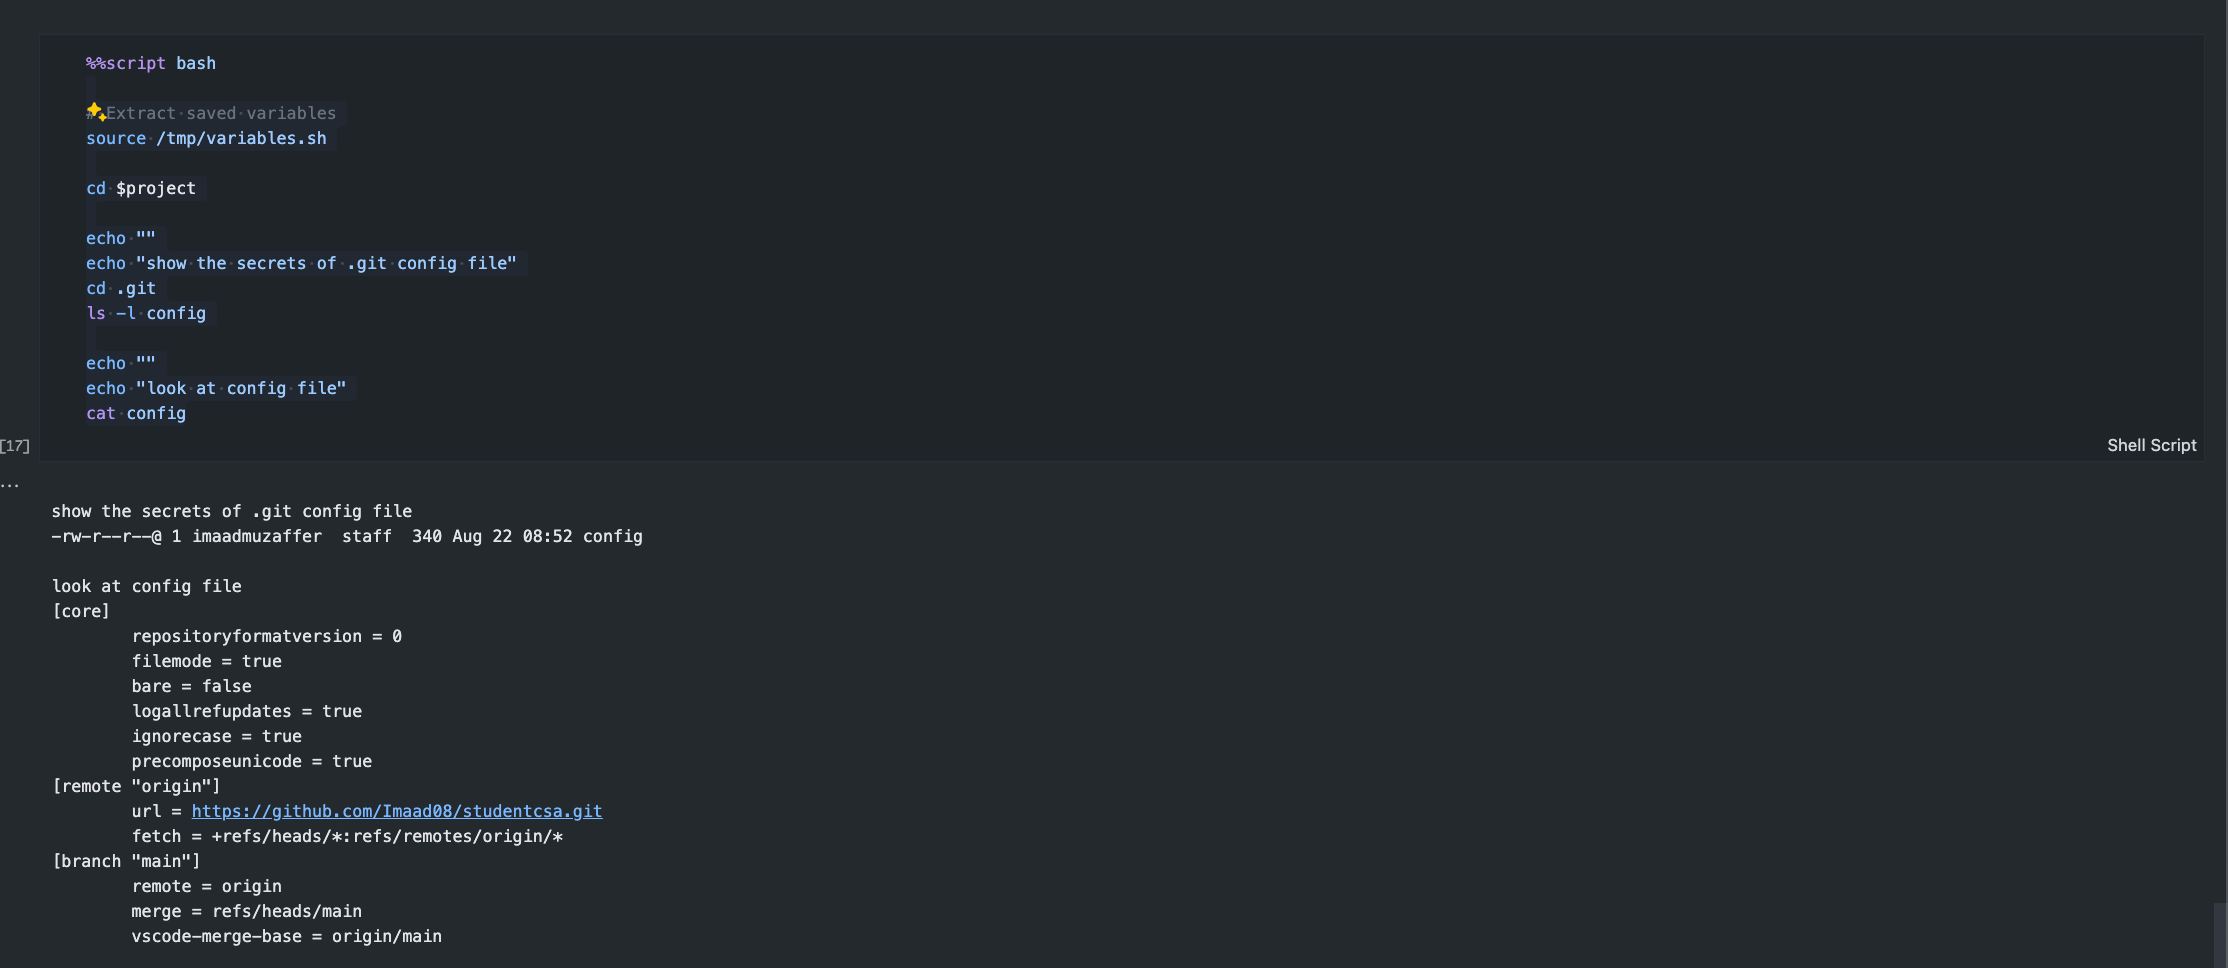 %%script bash
# Extract saved variables
source /tmp/variables.sh
cd $project
echo ""
echo "show the secrets of .git config file"
cd .git
ls -l config
echo ""
echo "look at config file"
cat config
[17]
Shell Script
...
show the secrets of .git config file
-rw-r--r--@ 1 imaadmuzaffer  staff  340 Aug 22 08:52 config
look at config file
[core]
repositoryformatversion = 0
filemode = true
bare = false
logallrefupdates = true
ignorecase = true
precomposeunicode = true
[remote "origin"]
url = https://github.com/Imaad08/studentcsa.git
fetch = +refs/heads/*:refs/remotes/origin/*
[branch "main"]
remote = origin
merge = refs/heads/main
vscode-merge-base = origin/main